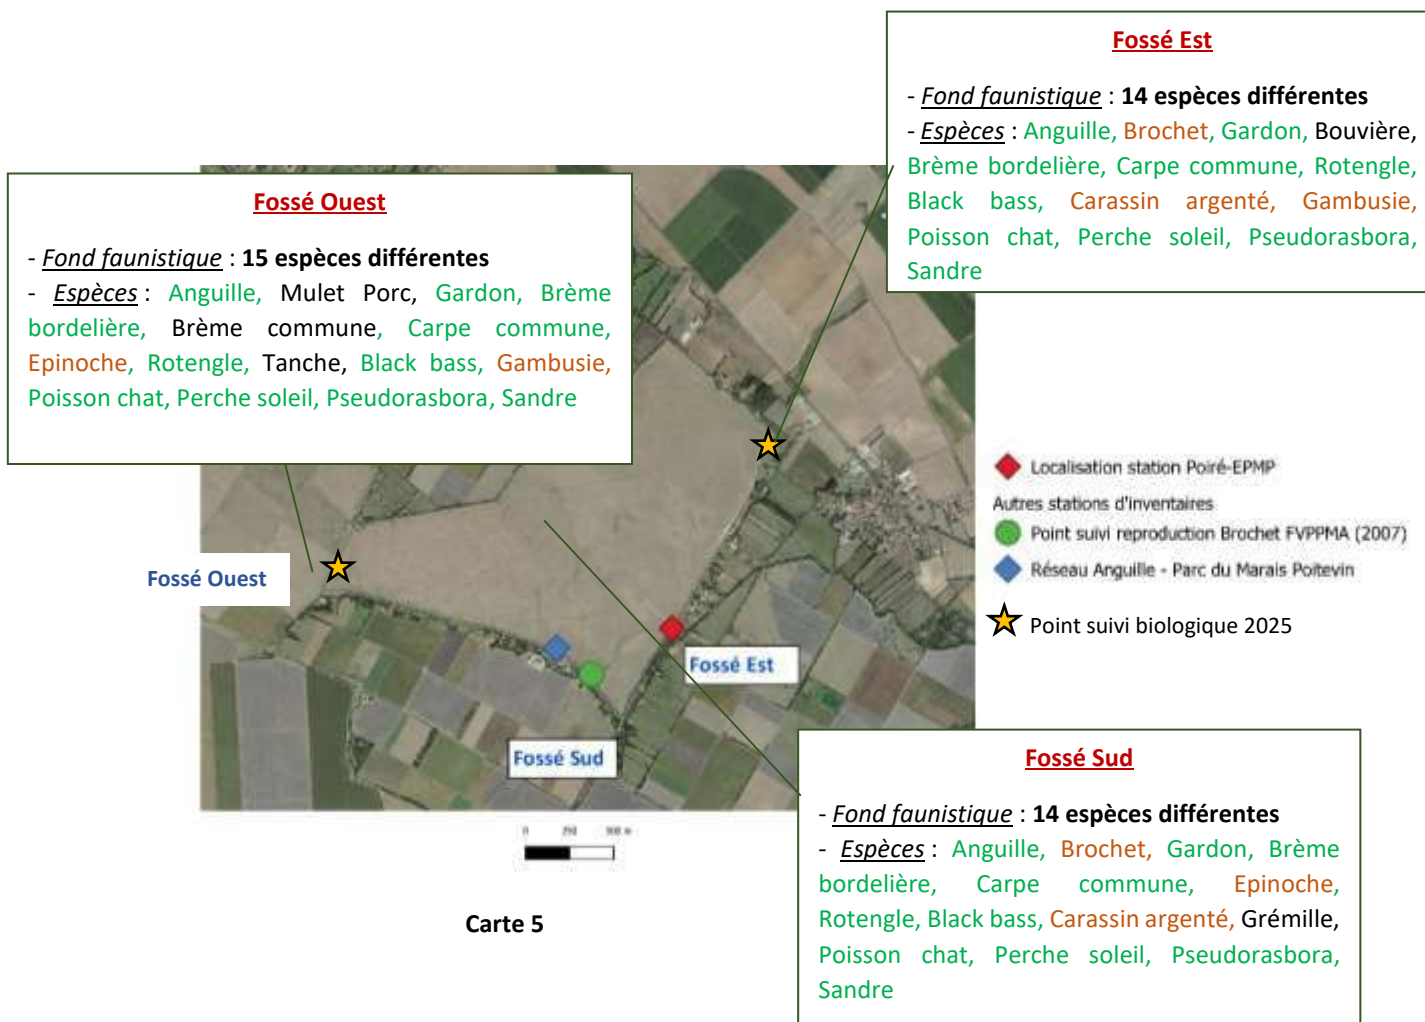 Fossé Est
- Fond faunistique : 14 espèces différentes
- Espèces : Anguille, Brochet, Gardon, Bouvière,
Brème bordelière, Carpe commune, Rotengle,
Black bass, Carassin argenté, Gambusie,
Poisson chat, Perche soleil, Pseudorasbora,
Sandre
Fossé Ouest
- Fond faunistique : 15 espèces différentes
- Espèces : Anguille, Mulet Porc, Gardon, Brème
bordelière, Brème commune, Carpe commune,
Epinoche, Rotengle, Tanche, Black bass, Gambusie,
Poisson chat, Perche soleil, Pseudorasbora, Sandre
Localisation station Poiré-EPMP
Autres stations d'inventaires
Point suivi reproduction Brochet FVPPMA (2007)
Réseau Anguille - Parc du Marais Poitevin
Point suivi biologique 2025
Fossé Ouest
Fossé Est
Fossé Sud
Fossé Sud
- Fond faunistique : 14 espèces différentes
- Espèces : Anguille, Brochet, Gardon, Brème
bordelière, Carpe commune, Epinoche,
Rotengle, Black bass, Carassin argenté, Grémille,
Poisson chat, Perche soleil, Pseudorasbora,
Sandre
0 250 500 m
Carte 5